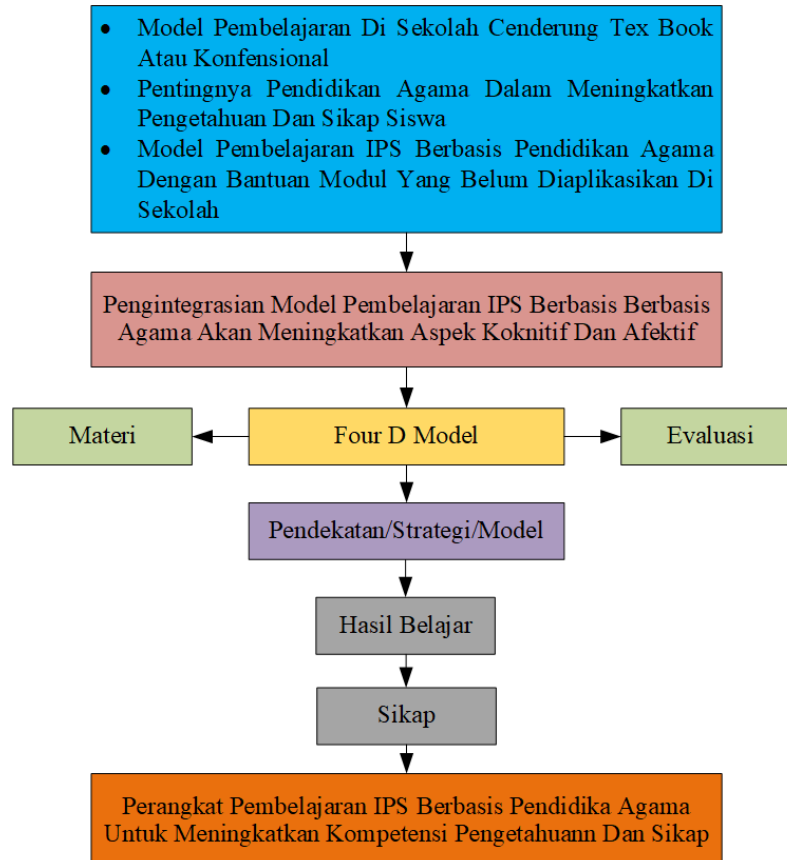 • Model Pembelajaran Di Sekolah Cenderung Tex Book
Atau Konfensional
• Pentingnya Pendidikan Agama Dalam Meningkatkan
Pengetahuan Dan Sikap Siswa
• Model Pembelajaran IPS Berbasis Pendidikan Agama
Dengan Bantuan Modul Yang Belum Diaplikasikan Di
Sekolah
Pengintegrasian Model Pembelajaran IPS Berbasis Berbasis
Agama Akan Meningkatkan Aspek Koknitif Dan Afektif
Materi
Four D Model
Evaluasi
Pendekatan/Strategi/Model
Hasil Belajar
Sikap
Perangkat Pembelajaran IPS Berbasis Pendidika Agama
Untuk Meningkatkan Kompetensi Pengetahuann Dan Sikap